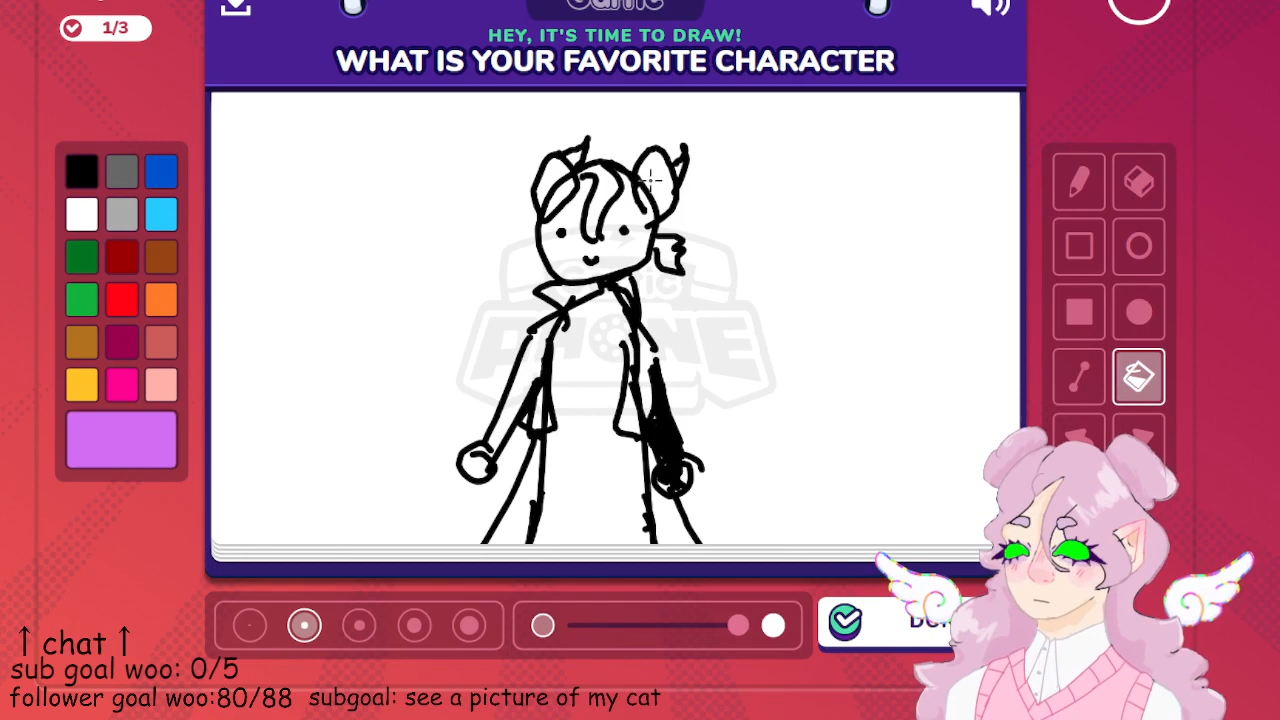 1/3
HEY, IT'S TIME TO DRAW!
WHAT IS YOUR FAVORITE CHARACTER
PHONE
↑ chat ↑
sub goal woo: 0/5
follower goal woo:80/88 subgoal: see a picture of my cat